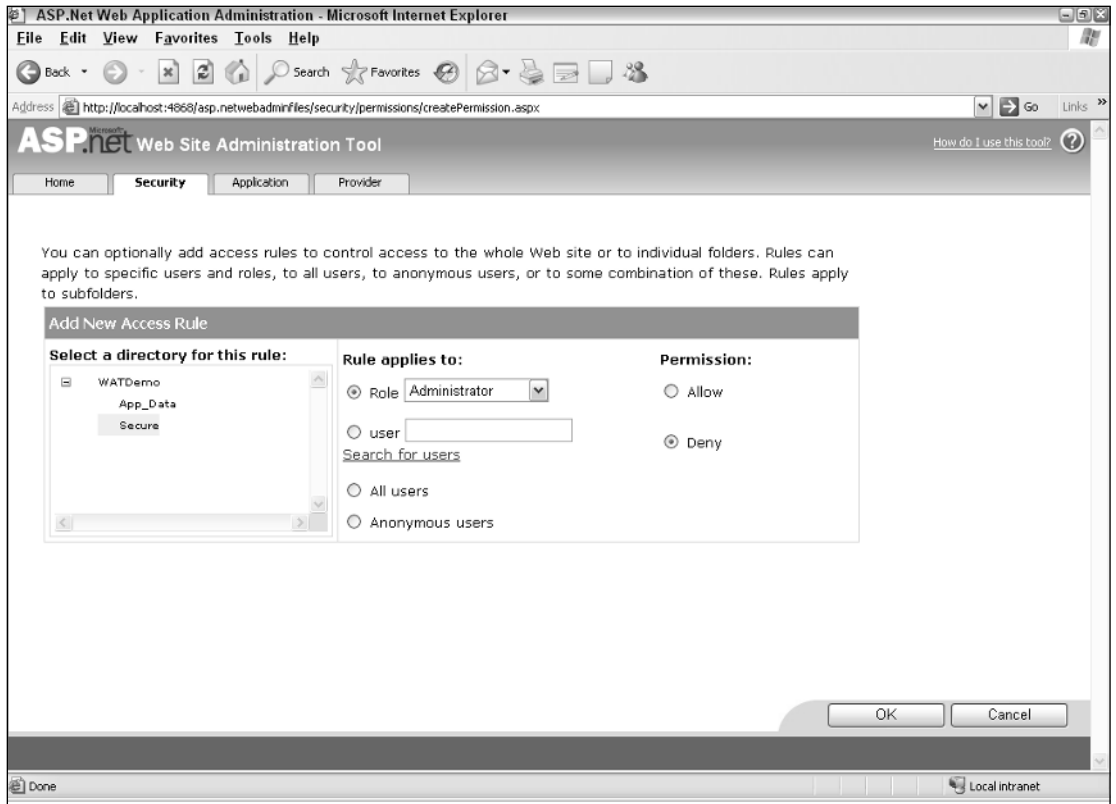 ASP.Net Web Application Administration - Microsoft Internet Explorer
File Edit View Favorites Tools Help
Back Search Favorites
Address http://localhost:4868/asp.netwebadminfiles/security/permissions/createPermission.aspx Go Links »
Microsoft
ASP.net Web Site Administration Tool How do I use this tool? ?
Home Security Application Provider
You can optionally add access rules to control access to the whole Web site or to individual folders. Rules can
apply to specific users and roles, to all users, to anonymous users, or to some combination of these. Rules apply
to subfolders.
Add New Access Rule
Select a directory for this rule:
WATDemo
App_Data
Secure
Rule applies to:
Role Administrator
user
Search for users
All users
Anonymous users
Permission:
Allow
Deny
OK Cancel
Done Local intranet